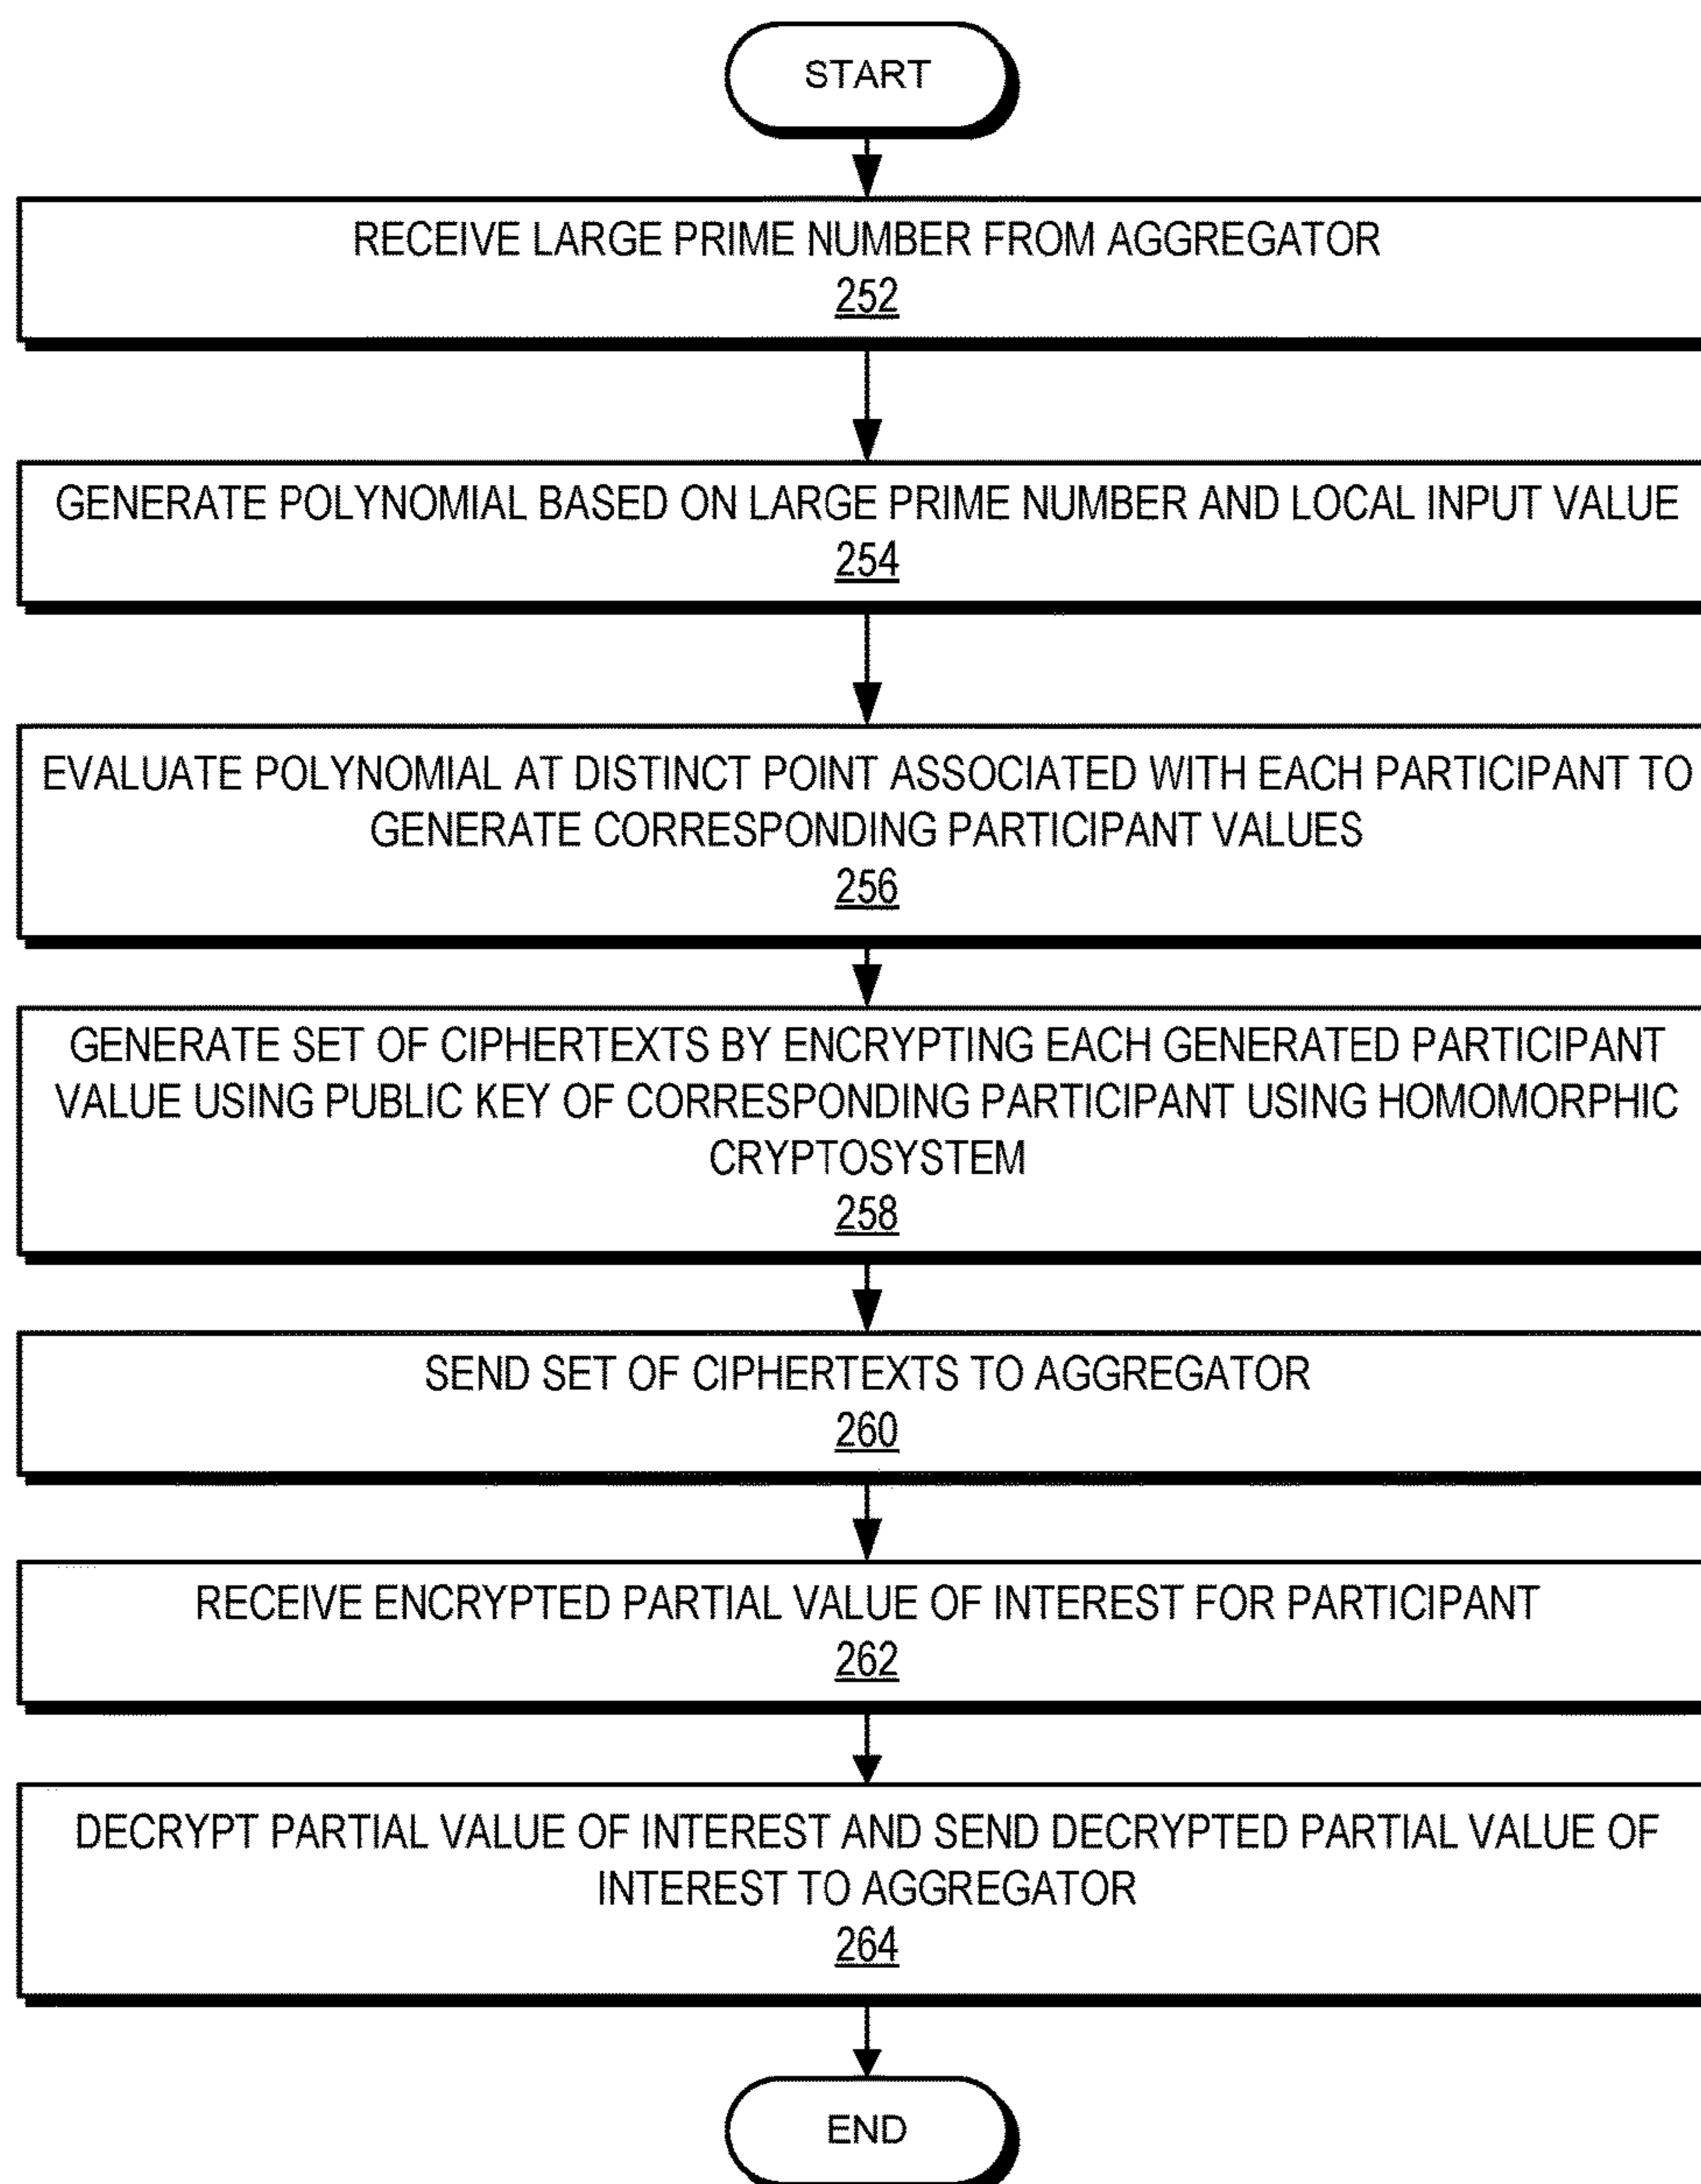 START
RECEIVE LARGE PRIME NUMBER FROM AGGREGATOR
252
GENERATE POLYNOMIAL BASED ON LARGE PRIME NUMBER AND LOCAL INPUT VALUE
254
EVALUATE POLYNOMIAL AT DISTINCT POINT ASSOCIATED WITH EACH PARTICIPANT TO
GENERATE CORRESPONDING PARTICIPANT VALUES
256
GENERATE SET OF CIPHERTEXTS BY ENCRYPTING EACH GENERATED PARTICIPANT
VALUE USING PUBLIC KEY OF CORRESPONDING PARTICIPANT USING HOMOMORPHIC
CRYPTOSYSTEM
258
SEND SET OF CIPHERTEXTS TO AGGREGATOR
260
RECEIVE ENCRYPTED PARTIAL VALUE OF INTEREST FOR PARTICIPANT
262
DECRYPT PARTIAL VALUE OF INTEREST AND SEND DECRYPTED PARTIAL VALUE OF
INTEREST TO AGGREGATOR
264
END